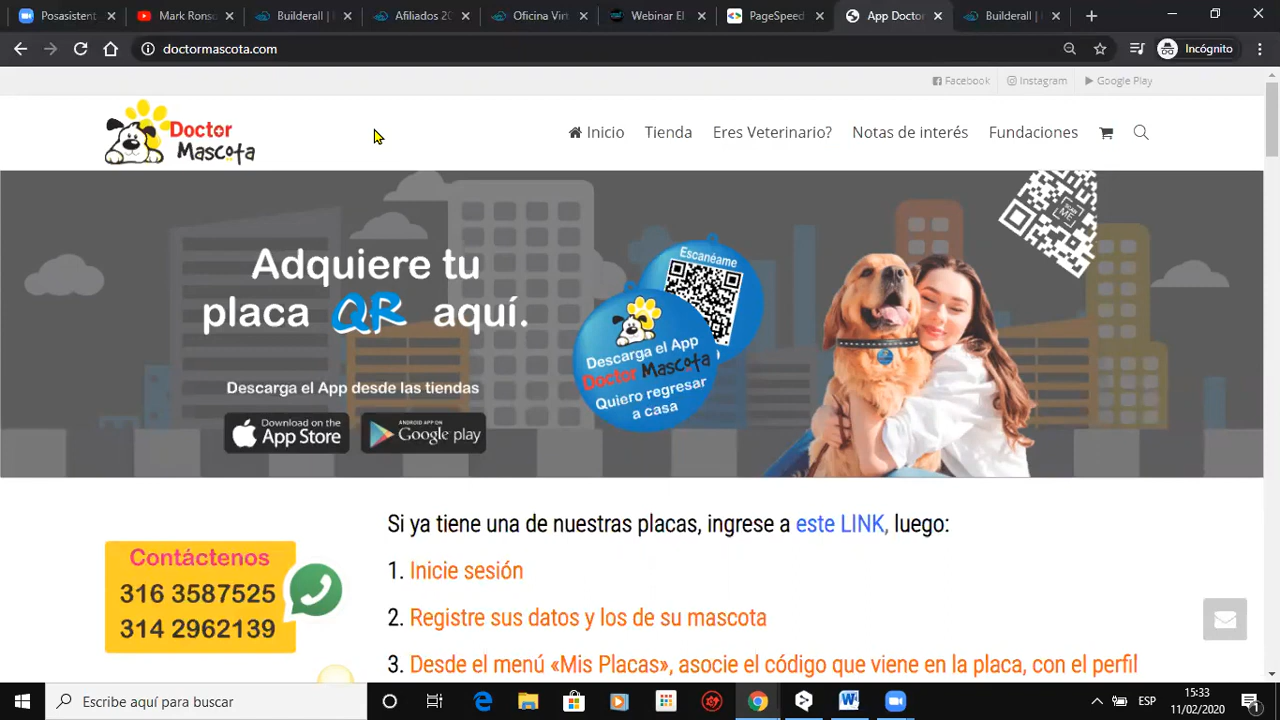 Posasistent
Mark Ronso
Builderall |
Afiliados 20
Oficina Virt
Webinar El
PageSpeed
App Doctor
Builderall |
doctormascota.com
Incógnito
Facebook
Instagram
Google Play
Doctor
Mascota
Inicio
Tienda
Eres Veterinario?
Notas de interés
Fundaciones
Adquiere tu
placa QR aquí.
Descarga el App desde las tiendas
Download on the
App Store
ANDROID APP ON
Google play
Escanéame
Descarga el App
Doctor Mascota
Quiero regresar
a casa
SCAN
ME
Si ya tiene una de nuestras placas, ingrese a este LINK, luego:
1. Inicie sesión
2. Registre sus datos y los de su mascota
3. Desde el menú «Mis Placas», asocie el código que viene en la placa, con el perfil
Contáctenos
316 3587525
314 2962139
Escribe aquí para buscar
ESP
15:33
11/02/2020
1